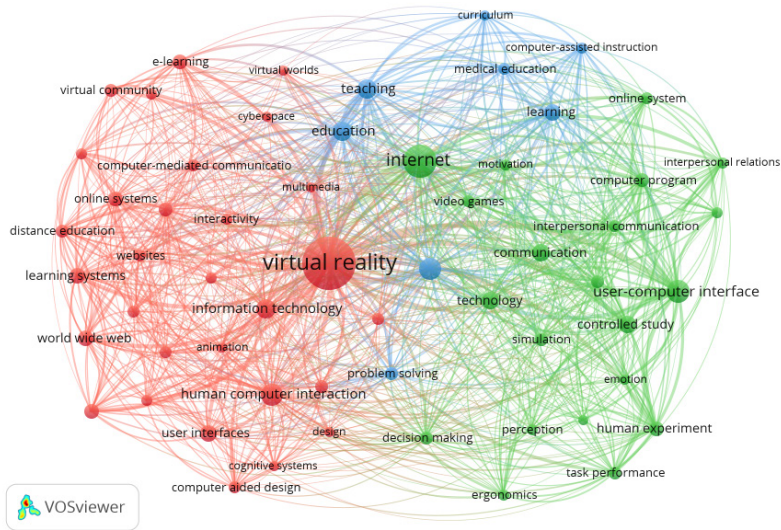 curriculum
computer-assisted instruction
e-learning
virtual worlds
medical education
virtual community
teaching
online system
cyberspace
learning
education
internet
motivation
interpersonal relations
computer-mediated communicatio
computer program
multimedia
online systems
video games
interactivity
interpersonal communication
distance education
websites
communication
virtual reality
learning systems
user-computer interface
technology
information technology
controlled study
world wide web
animation
simulation
problem solving
emotion
human computer interaction
user interfaces
design
decision making
perception
human experiment
cognitive systems
task performance
computer aided design
ergonomics
VOSviewer